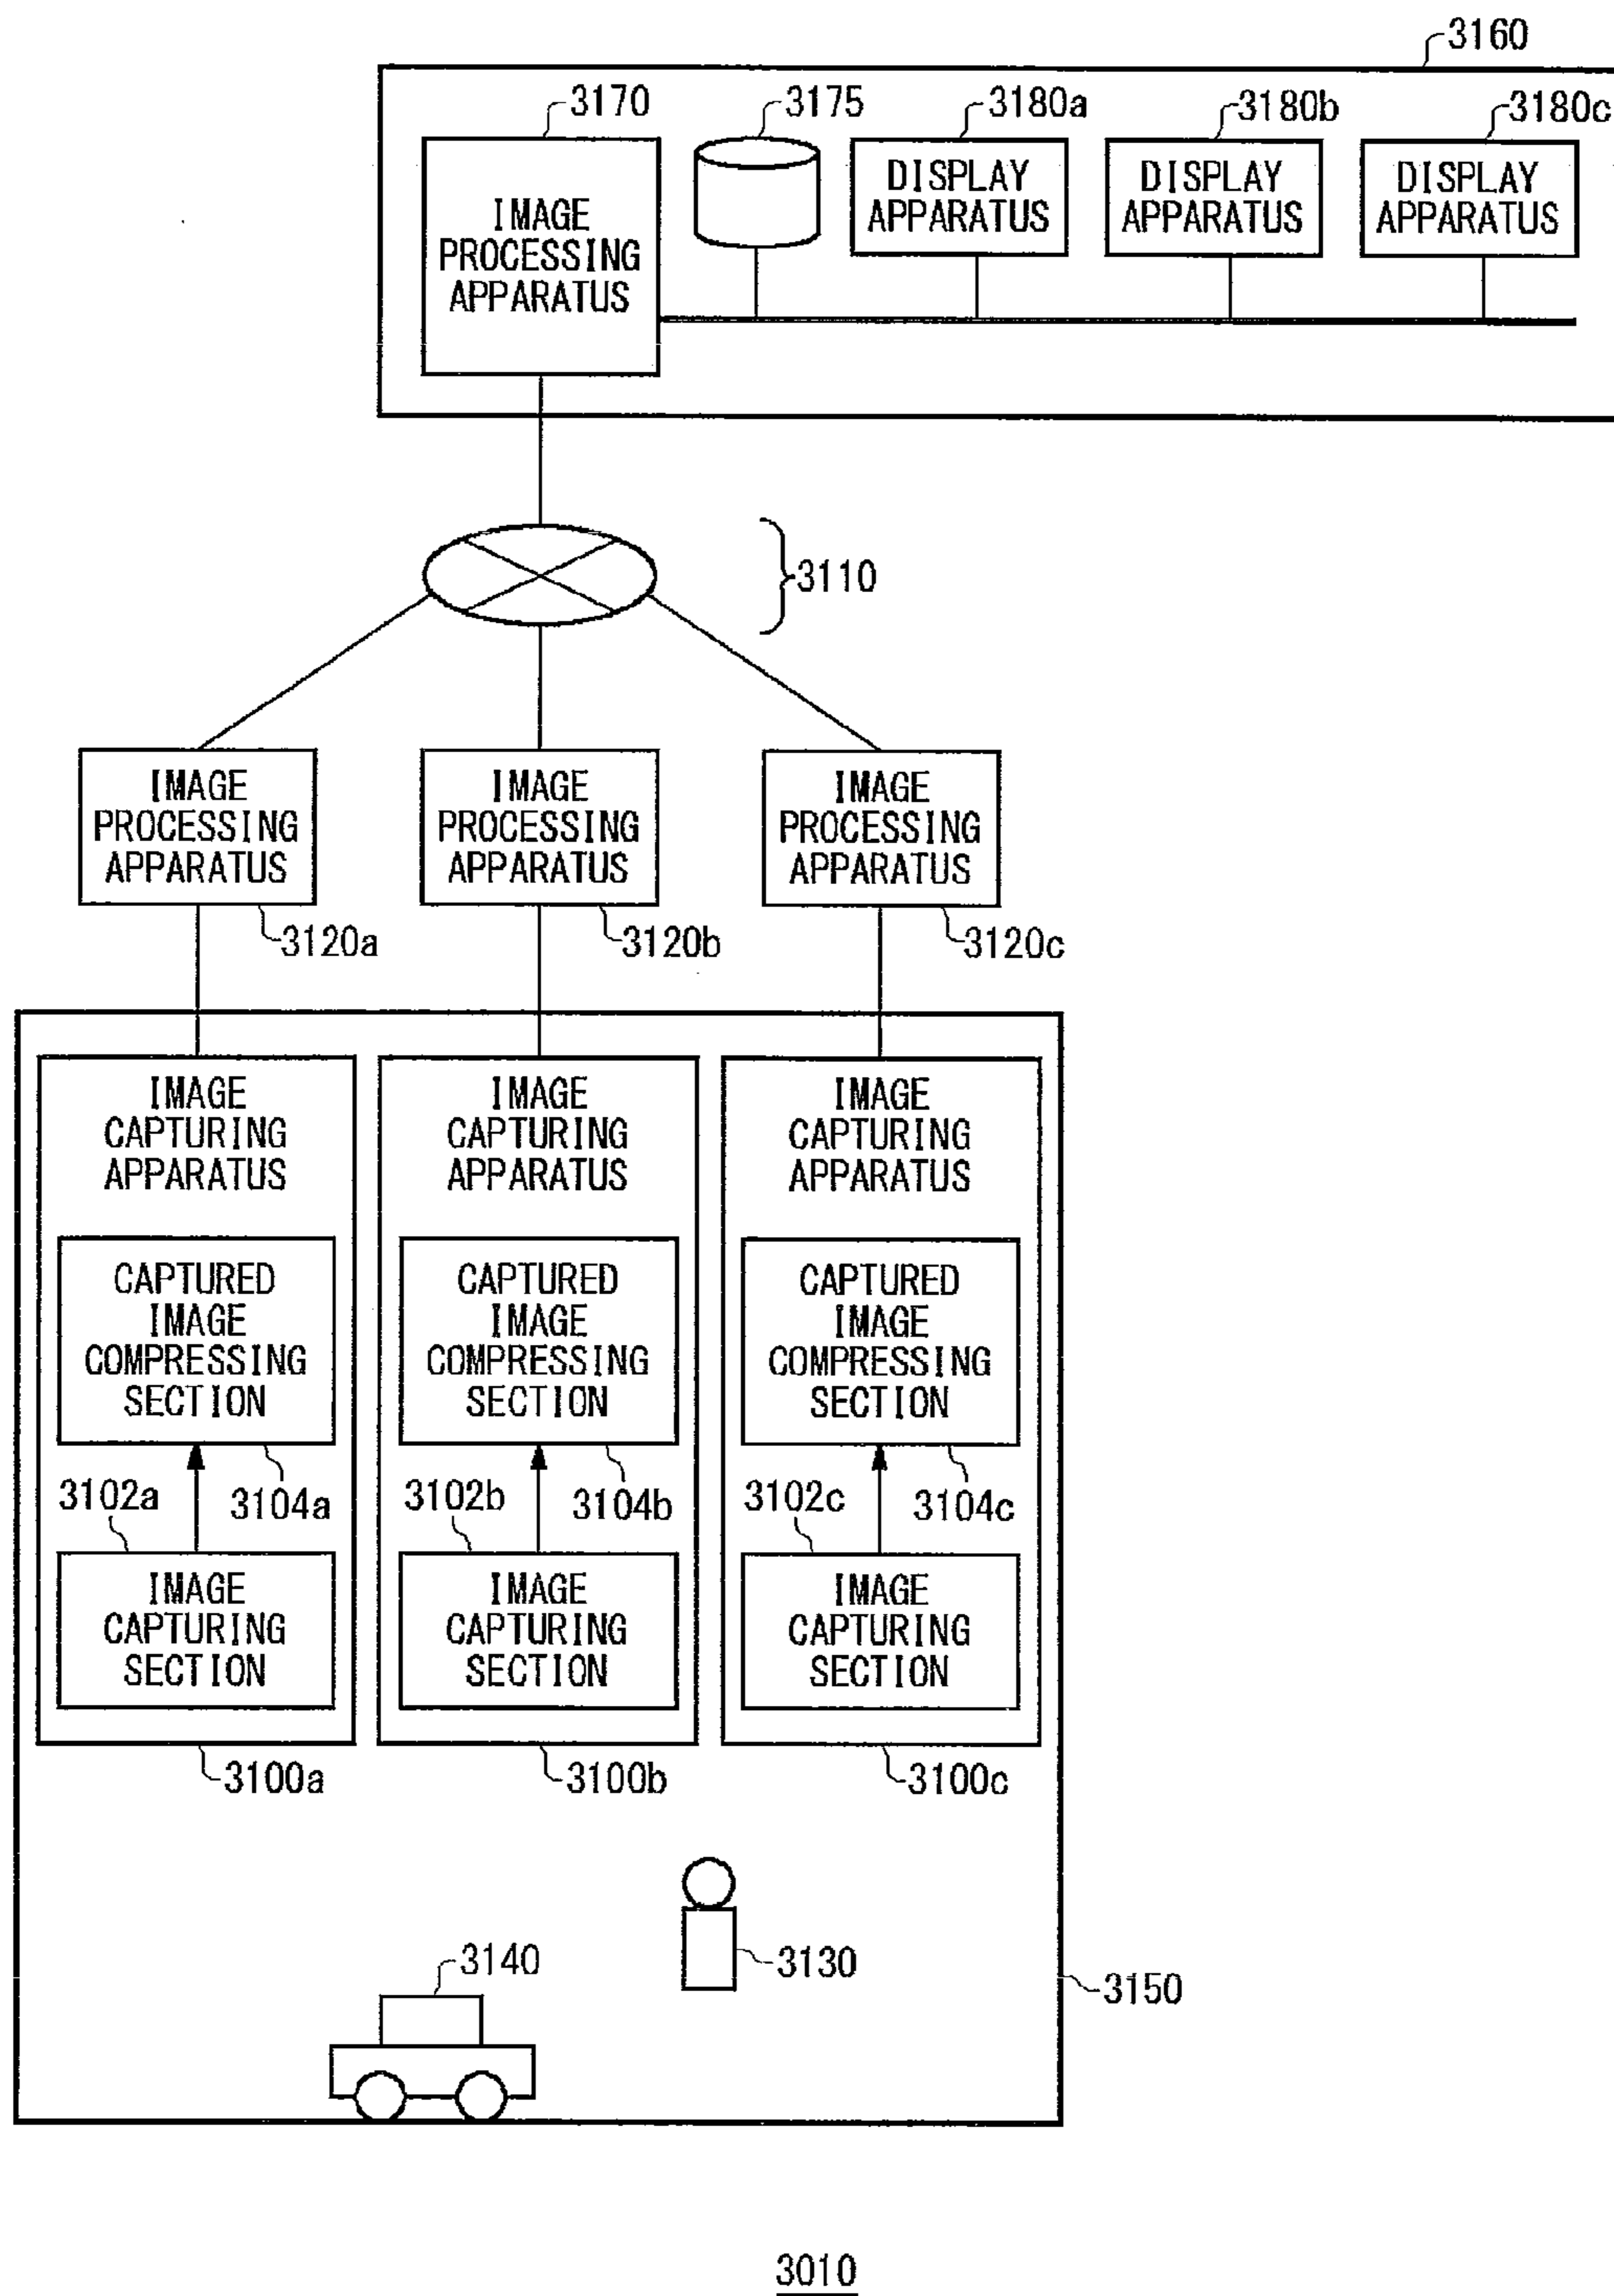 3160
3170
3175
3180a
3180b
3180c
IMAGE
PROCESSING
APPARATUS
DISPLAY
APPARATUS
DISPLAY
APPARATUS
DISPLAY
APPARATUS
3110
IMAGE
PROCESSING
APPARATUS
IMAGE
PROCESSING
APPARATUS
IMAGE
PROCESSING
APPARATUS
3120a
3120b
3120c
IMAGE
CAPTURING
APPARATUS
IMAGE
CAPTURING
APPARATUS
IMAGE
CAPTURING
APPARATUS
CAPTURED
IMAGE
COMPRESSING
SECTION
CAPTURED
IMAGE
COMPRESSING
SECTION
CAPTURED
IMAGE
COMPRESSING
SECTION
3102a
3104a
3102b
3104b
3102c
3104c
IMAGE
CAPTURING
SECTION
IMAGE
CAPTURING
SECTION
IMAGE
CAPTURING
SECTION
3100a
3100b
3100c
3140
3130
3150
3010